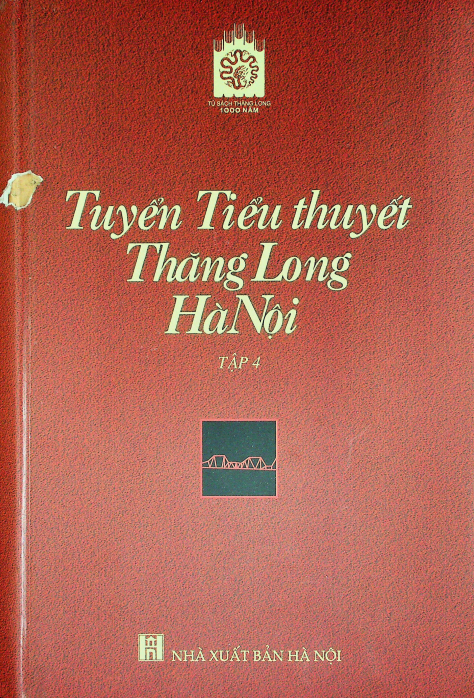 TỦ SÁCH THĂNG LONG
1000 NĂM
Tuyển Tiểu thuyết
Thăng Long
Hà Nội
TẬP 4
NHÀ XUẤT BẢN HÀ NỘI